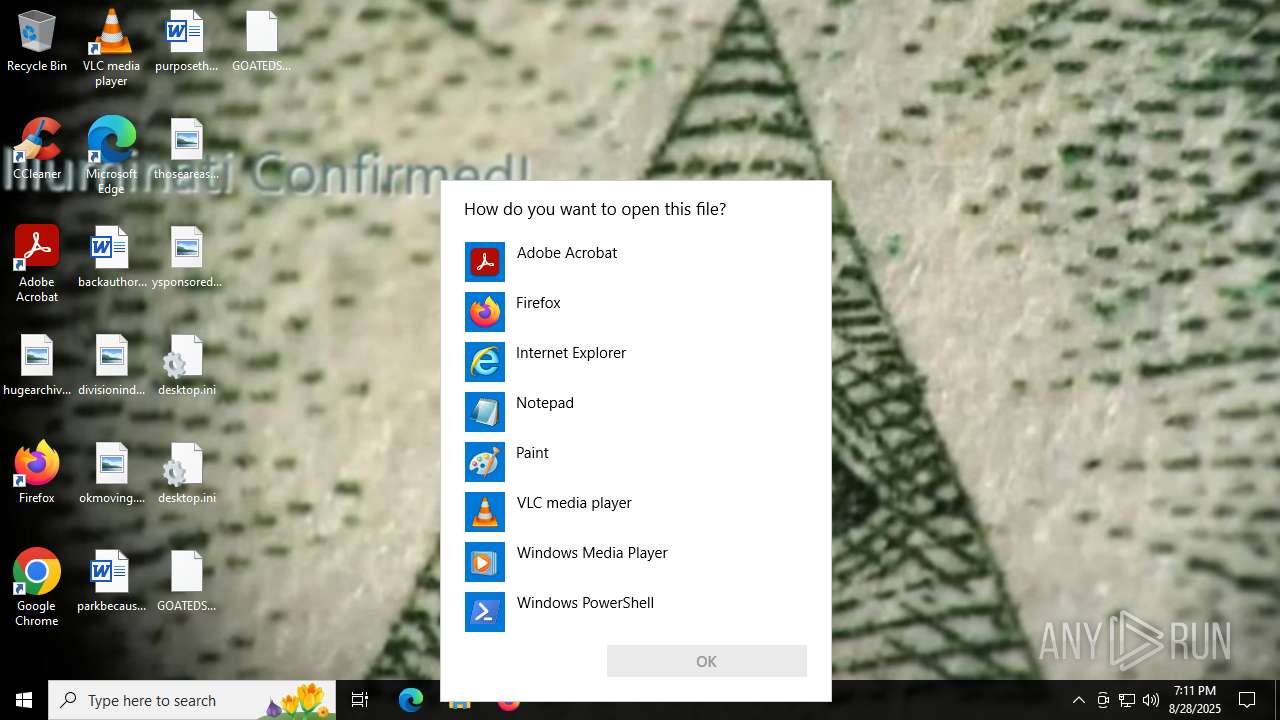 Recycle Bin
VLC media player
purposeth...
GOATEDS...
CCleaner
Microsoft Edge
thoseareas...
Illuminati Confirmed!
Adobe Acrobat
backauthor...
ysponsored...
hugearchiv...
divisionind...
desktop.ini
Firefox
okmoving....
desktop.ini
Google Chrome
parkbecaus...
GOATEDS...
How do you want to open this file?
Adobe Acrobat
Firefox
Internet Explorer
Notepad
Paint
VLC media player
Windows Media Player
Windows PowerShell
OK
ANY RUN
Type here to search
7:11 PM
8/28/2025